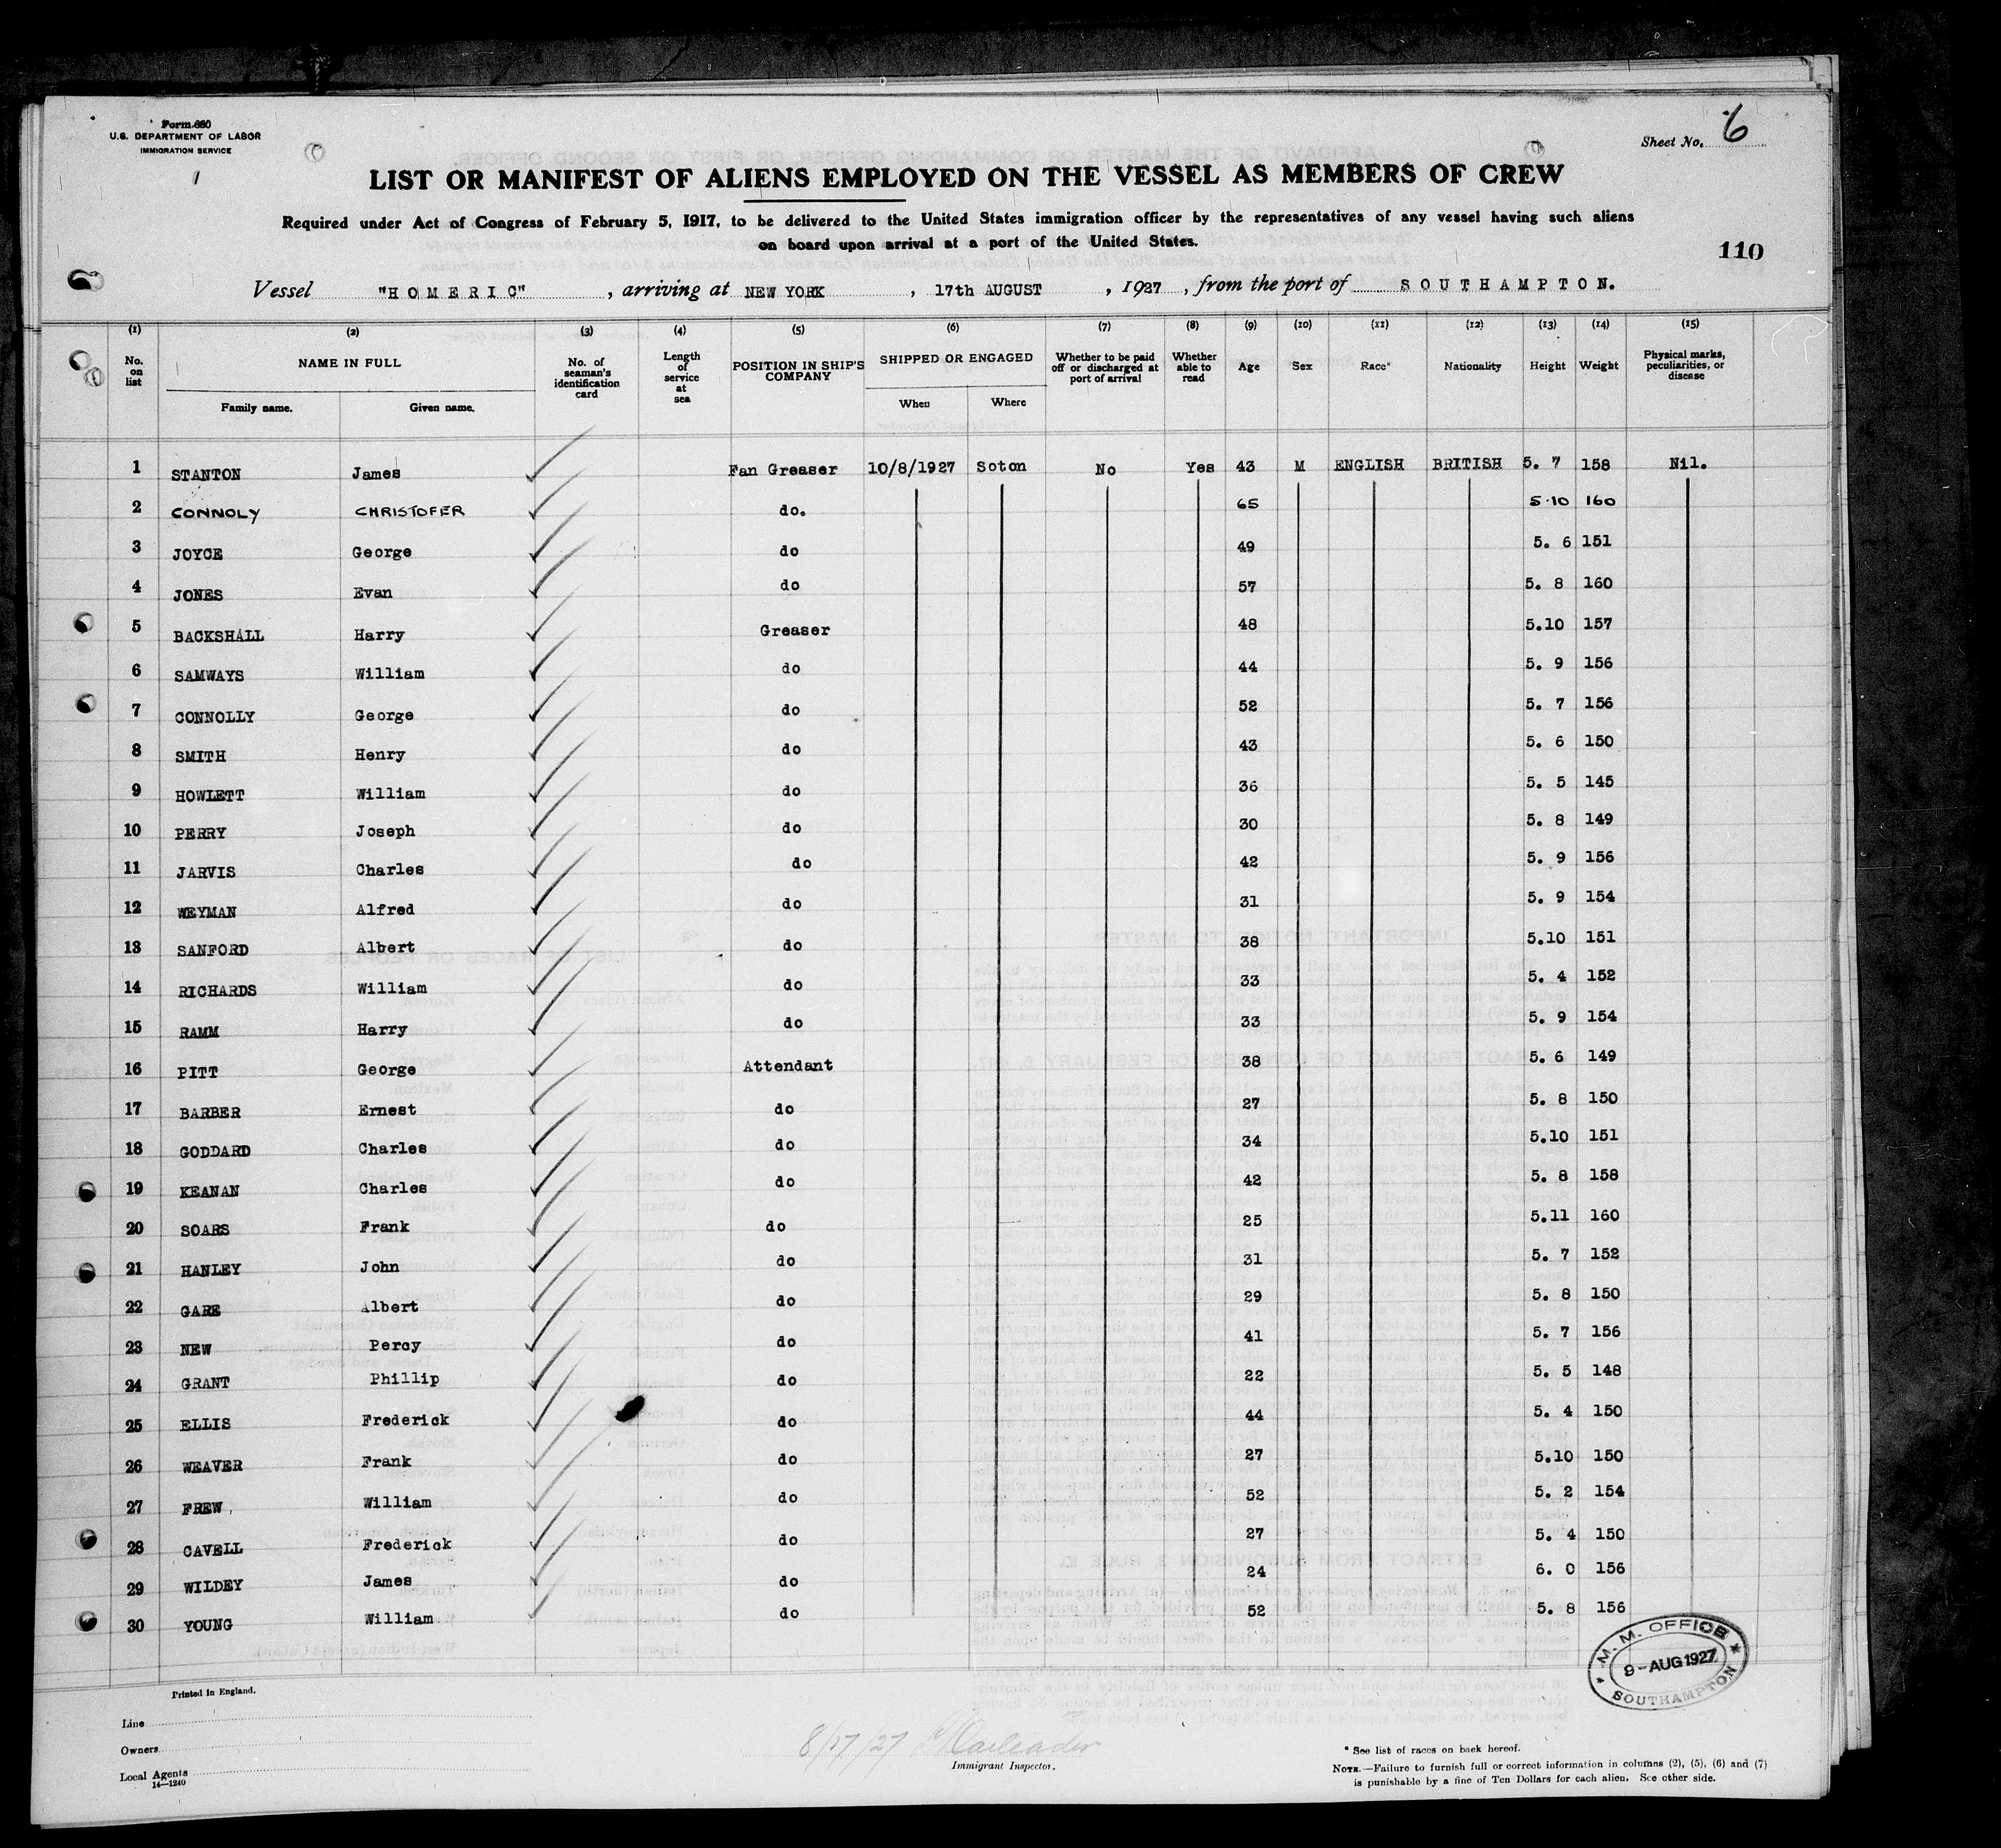 Form 680
U.S. DEPARTMENT OF LABOR
IMMIGRATION SERVICE
Sheet No. 6
LIST OR MANIFEST OF ALIENS EMPLOYED ON THE VESSEL AS MEMBERS OF CREW
Required under Act of Congress of February 5, 1917, to be delivered to the United States immigration officer by the representatives of any vessel having such aliens
on board upon arrival at a port of the United States.
110
Vessel "HOMERIC", arriving at NEW YORK, 17th AUGUST, 1927, from the port of SOUTHAMPTON.
(1) (2) (3) (4) (5) (6) (7) (8) (9) (10) (11) (12) (13) (14) (15)
No. on list NAME IN FULL No. of seaman's identification card Length of service at sea POSITION IN SHIP'S COMPANY SHIPPED OR ENGAGED Whether to be paid off or discharged at port of arrival Whether able to read Age Sex Race* Nationality Height Weight Physical marks, peculiarities, or disease
Family name. Given name. When Where
1 STANTON James Fan Greaser 10/8/1927 Soton No Yes 43 M ENGLISH BRITISH 5. 7 158 Nil.
2 CONNOLY CHRISTOFER do. 65 5.10 160
3 JOYCE George do 49 5. 6 151
4 JONES Evan do 57 5. 8 160
5 BACKSHALL Harry Greaser 48 5.10 157
6 SAMWAYS William do 44 5. 9 156
7 CONNOLLY George do 52 5. 7 156
8 SMITH Henry do 43 5. 6 150
9 HOWLETT William do 36 5. 5 145
10 PERRY Joseph do 30 5. 8 149
11 JARVIS Charles do 42 5. 9 156
12 WEYMAN Alfred do 31 5. 9 154
13 SANFORD Albert do 38 5.10 151
14 RICHARDS William do 33 5. 4 152
15 RAMM Harry do 33 5. 9 154
16 PITT George Attendant 38 5. 6 149
17 BARBER Ernest do 27 5. 8 150
18 GODDARD Charles do 34 5.10 151
19 KEANAN Charles do 42 5. 8 158
20 SOARS Frank do 25 5.11 160
21 HANLEY John do 31 5. 7 152
22 GARE Albert do 29 5. 8 150
23 NEW Percy do 41 5. 7 156
24 GRANT Phillip do 22 5. 5 148
25 ELLIS Frederick do 44 5. 4 150
26 WEAVER Frank do 27 5.10 150
27 FREW William do 52 5. 2 154
28 CAVELL Frederick do 27 5. 4 150
29 WILDEY James do 24 6. 0 156
30 YOUNG William do 52 5. 8 156
M. M. OFFICE
9-AUG 1927
SOUTHAMPTON
Printed in England.
Line
Owners
Local Agents
14—1240
8/17/27
Immigrant Inspector.
* See list of races on back hereof.
NOTE.—Failure to furnish full or correct information in columns (2), (5), (6) and (7)
is punishable by a fine of Ten Dollars for each alien. See other side.